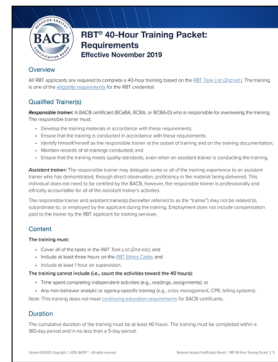 BACB®
RBT® 40-Hour Training Packet:
Requirements
Effective November 2019
Overview
All RBT applicants are required to complete a 40-hour training based on the RBT Task List (2nd ed.). The training
is one of the eligibility requirements for the RBT credential.
Qualified Trainer(s)
Responsible trainer: A BACB certificant (BCaBA, BCBA, or BCBA-D) who is responsible for overseeing the training.
The responsible trainer must:
• Develop the training materials in accordance with these requirements;
• Ensure that the training is conducted in accordance with these requirements;
• Identify himself/herself as the responsible trainer at the outset of training and on the training documentation;
• Maintain records of all trainings conducted; and
• Ensure that the training meets quality standards, even when an assistant trainer is conducting the training.
Assistant trainer: The responsible trainer may delegate some or all of the training experience to an assistant
trainer who has demonstrated, through direct observation, proficiency in the material being delivered. This
individual does not need to be certified by the BACB, however, the responsible trainer is professionally and
ethically accountable for all of the assistant trainer's activities.
The responsible trainer and assistant trainer(s) (hereafter referred to as the "trainer") may not be related to,
subordinate to, or employed by the applicant during the training. Employment does not include compensation
paid to the trainer by the RBT applicant for training services.
Content
The training must:
• Cover all of the tasks in the RBT Task List (2nd ed.); and
• Include at least three hours on the RBT Ethics Code; and
• Include at least 1 hour on supervision.
The training cannot include (i.e., count the activities toward the 40 hours):
• Time spent completing independent activities (e.g., readings, assignments); or
• Any non-behavior analytic or agency-specific training (e.g., crisis management, CPR, billing systems).
Note: This training does not meet continuing education requirements for BACB certificants.
Duration
The cumulative duration of the training must be at least 40 hours. The training must be completed within a
180-day period and in no less than a 5-day period.